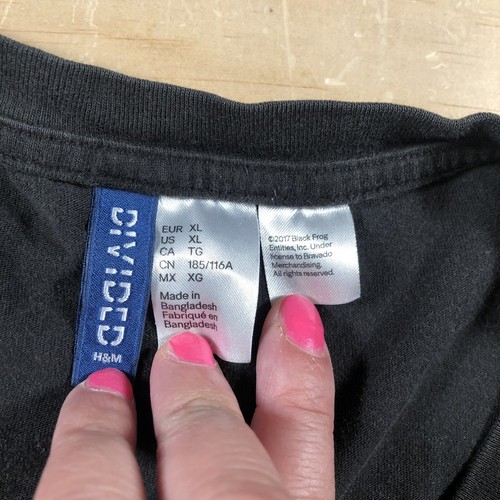 DIVIDED
H&M
EUR XL
US XL
CA TG
CN 185/116A
MX XG
Made in
Bangladesh
Fabriqué en
Bangladesh
©2017 Black Frog
Entities, Inc. Under
license to Bravado
Merchandising.
All rights reserved.